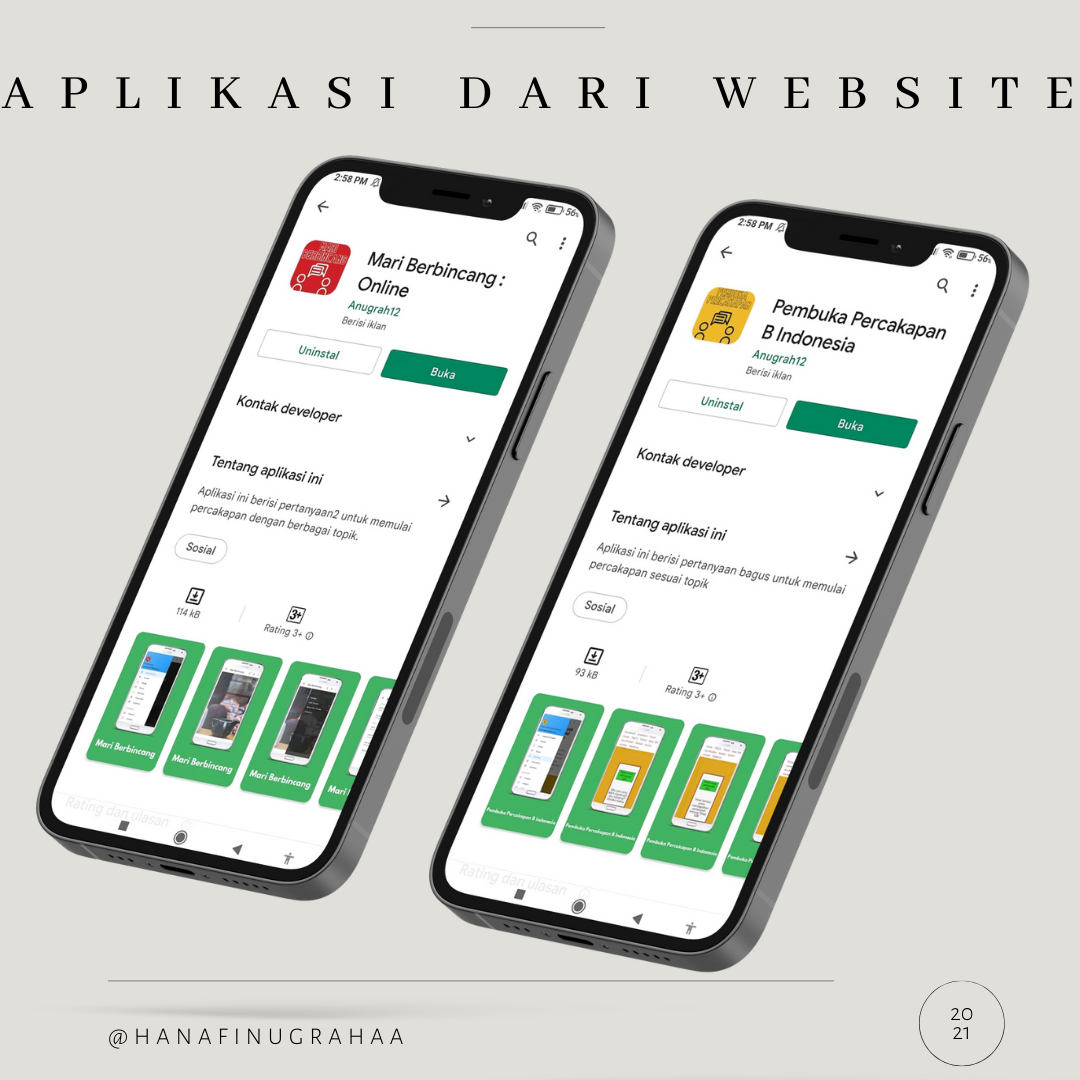 APLIKASI DARI WEBSITE
2:58 PM
56%
MARI
BERBINCANG
Mari Berbincang :
Online
Anugrah12
Berisi iklan
Uninstal
Buka
Kontak developer
Tentang aplikasi ini
Aplikasi ini berisi pertanyaan2 untuk memulai
percakapan dengan berbagai topik.
Sosial
3+
114 kB
Rating 3+
Mari Berbincang
Mari Berbincang
Mari Berbincang
Mari
Rating dan ulasan
2:58 PM
56%
Pembuka Percakapan
B Indonesia
Anugrah12
Berisi iklan
Uninstal
Buka
Kontak developer
Tentang aplikasi ini
Aplikasi ini berisi pertanyaan bagus untuk memulai
percakapan sesuai topik
Sosial
3+
93 kB
Rating 3+
Pembuka Percakapan B Indonesia
Pembuka Percakapan B Indonesia
Pembuka Percakapan B Indonesia
Rating dan ulasan
@HANAFINUGRAHAA
20
21